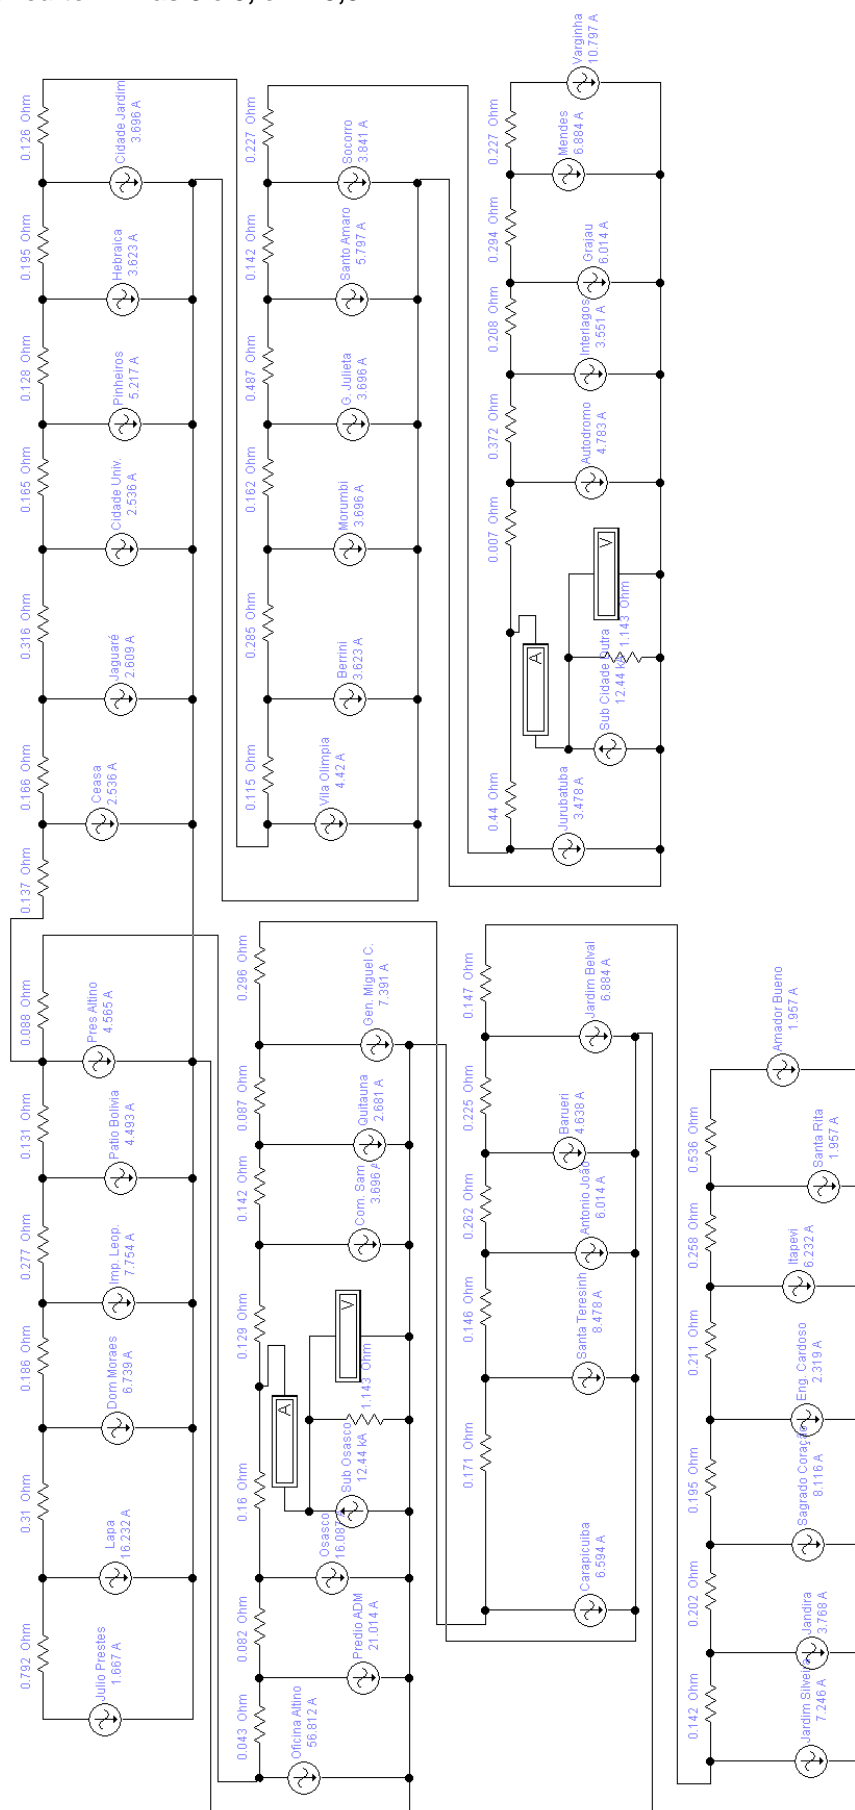 0.126 Ohm
Cidade Jardim
3.696 A
0.195 Ohm
Hebraica
3.623 A
0.128 Ohm
Pinheiros
5.217 A
0.165 Ohm
Cidade Univ.
2.536 A
0.316 Ohm
Jaguaré
2.609 A
0.166 Ohm
Ceasa
2.536 A
0.137 Ohm
0.227 Ohm
Socorro
3.841 A
0.142 Ohm
Santo Amaro
5.797 A
0.487 Ohm
G. Julieta
3.696 A
0.162 Ohm
Morumbi
3.696 A
0.285 Ohm
Berrini
3.623 A
0.115 Ohm
Vila Olimpia
4.42 A
Varginha
10.797 A
0.227 Ohm
Mendes
6.884 A
0.294 Ohm
Grajau
6.014 A
0.208 Ohm
Interlagos
3.551 A
0.372 Ohm
Autodromo
4.783 A
0.007 Ohm
V
A
1.143 Ohm
Sub Cidade Dutra
12.44 kA
0.44 Ohm
Jurubatuba
3.478 A
0.088 Ohm
Pres Altino
4.565 A
0.131 Ohm
Patio Bolivia
4.493 A
0.277 Ohm
Imp. Leop.
7.754 A
0.186 Ohm
Dom Moraes
6.739 A
0.31 Ohm
Lapa
16.232 A
0.792 Ohm
Julio Prestes
1.667 A
0.296 Ohm
Gen. Miguel C.
7.391 A
0.087 Ohm
Quitauna
2.681 A
0.142 Ohm
Com. Sam
3.696 A
0.129 Ohm
V
A
1.143 Ohm
Sub Osasco
12.44 kA
0.16 Ohm
Osasco
16.087 A
0.082 Ohm
Predio ADM
21.014 A
0.043 Ohm
Oficina Altino
56.812 A
0.147 Ohm
Jardim Belval
6.884 A
0.225 Ohm
Barueri
4.638 A
0.262 Ohm
Antonio João
6.014 A
0.146 Ohm
Santa Teresinh
8.478 A
0.171 Ohm
Carapicuiba
6.594 A
Amador Bueno
1.957 A
0.536 Ohm
Santa Rita
1.957 A
0.258 Ohm
Itapevi
6.232 A
0.211 Ohm
Eng. Cardoso
2.319 A
0.195 Ohm
Sagrado Coração
8.116 A
0.202 Ohm
Jandira
3.768 A
0.142 Ohm
Jardim Silveira
7.246 A